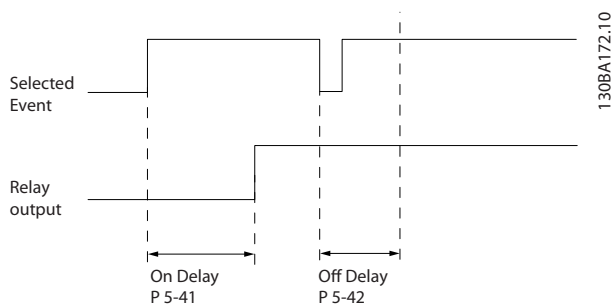 130BA172.10
Selected
Event
Relay
output
On Delay
P 5-41
Off Delay
P 5-42